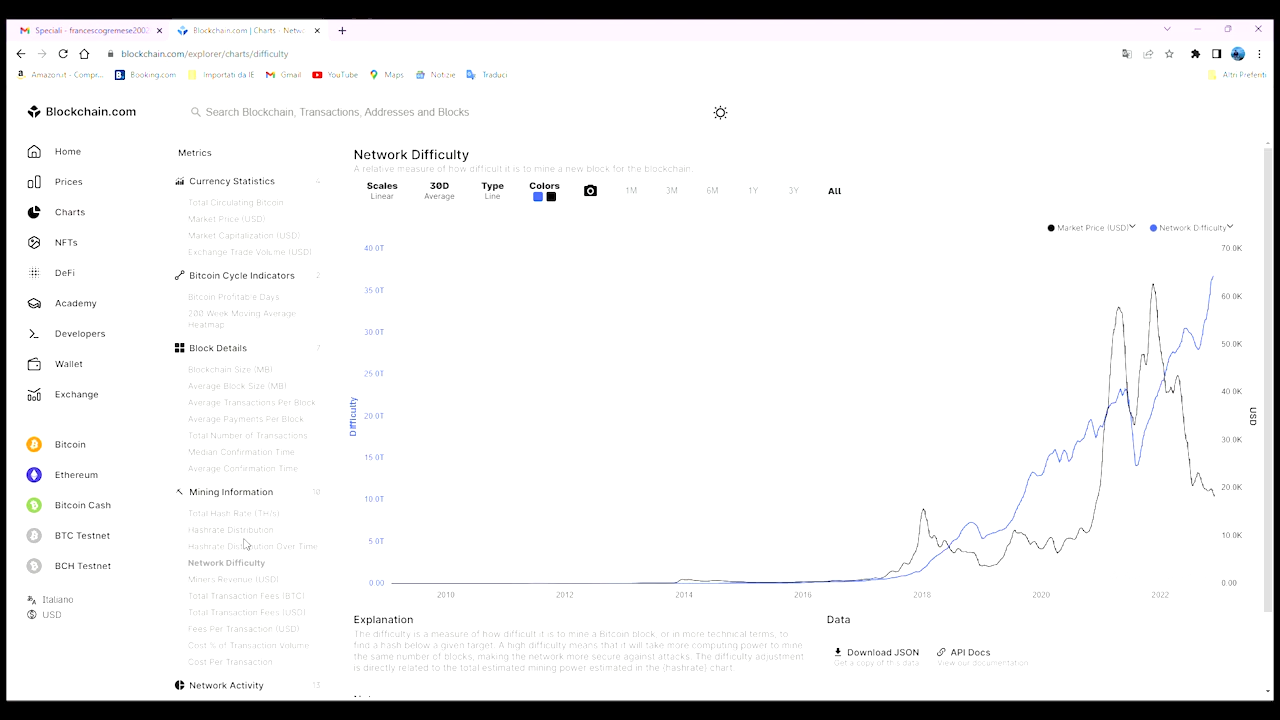 Speciali - francescogremese200
Blockchain.com | Charts - Netw
blockchain.com/explorer/charts/difficulty
Amazon.it - Compr...
Booking.com
Importati da IE
Gmail
YouTube
Maps
Notizie
Traduci
Altri Preferiti
Blockchain.com
Search Blockchain, Transactions, Addresses and Blocks
Home
Prices
Charts
NFTs
DeFi
Academy
Developers
Wallet
Exchange
Bitcoin
Ethereum
Bitcoin Cash
BTC Testnet
BCH Testnet
Italiano
USD
Metrics
Currency Statistics 4
Total Circulating Bitcoin
Market Price (USD)
Market Capitalization (USD)
Exchange Trade Volume (USD)
Bitcoin Cycle Indicators 2
Bitcoin Profitable Days
200 Week Moving Average
Heatmap
Block Details 7
Blockchain Size (MB)
Average Block Size (MB)
Average Transactions Per Block
Average Payments Per Block
Total Number of Transactions
Median Confirmation Time
Average Confirmation Time
Mining Information 10
Total Hash Rate (TH/s)
Hashrate Distribution
Hashrate Distribution Over Time
Network Difficulty
Miners Revenue (USD)
Total Transaction Fees (BTC)
Total Transaction Fees (USD)
Fees Per Transaction (USD)
Cost % of Transaction Volume
Cost Per Transaction
Network Activity 13
Network Difficulty
A relative measure of how difficult it is to mine a new block for the blockchain.
Scales 30D Type Colors 1M 3M 6M 1Y 3Y All
Linear Average Line
Market Price (USD) Network Difficulty
40.0T
35.0T
30.0T
25.0T
20.0T
15.0T
10.0T
5.0T
0.00
Difficulty
70.0K
60.0K
50.0K
40.0K
30.0K
20.0K
10.0K
0.00
USD
2010 2012 2014 2016 2018 2020 2022
Explanation
The difficulty is a measure of how difficult it is to mine a Bitcoin block, or in more technical terms, to
find a hash below a given target. A high difficulty means that it will take more computing power to mine
the same number of blocks, making the network more secure against attacks. The difficulty adjustment
is directly related to the total estimated mining power estimated in the (hashrate) chart.
Data
Download JSON
Get a copy of this data
API Docs
View our documentation